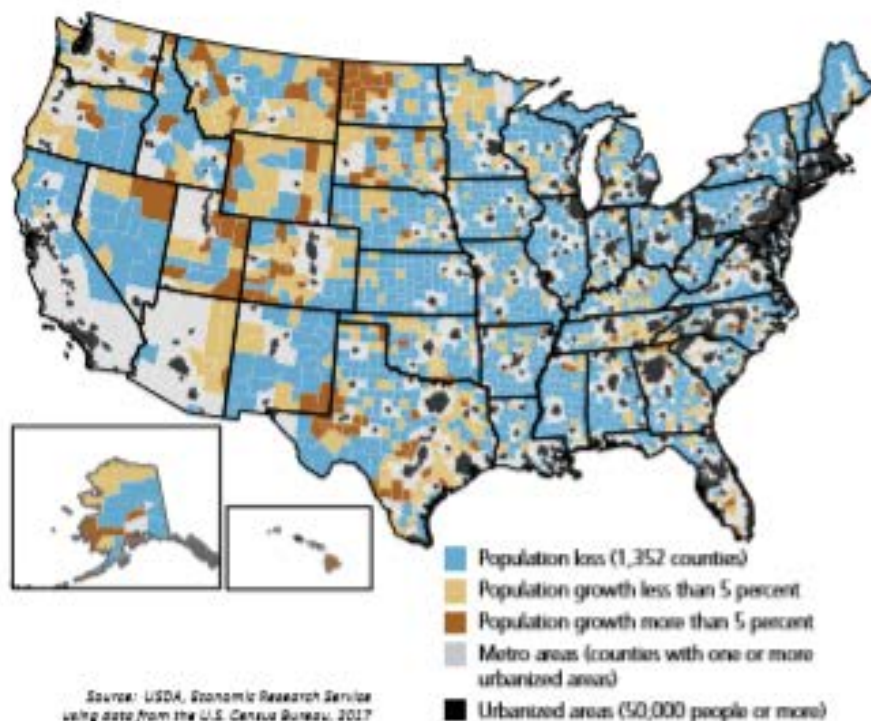 Population loss (1,352 counties)
Population growth less than 5 percent
Population growth more than 5 percent
Metro areas (counties with one or more
urbanized areas)
Urbanized areas (50,000 people or more)
Source: USDA, Economic Research Service
using data from the U.S. Census Bureau, 2017